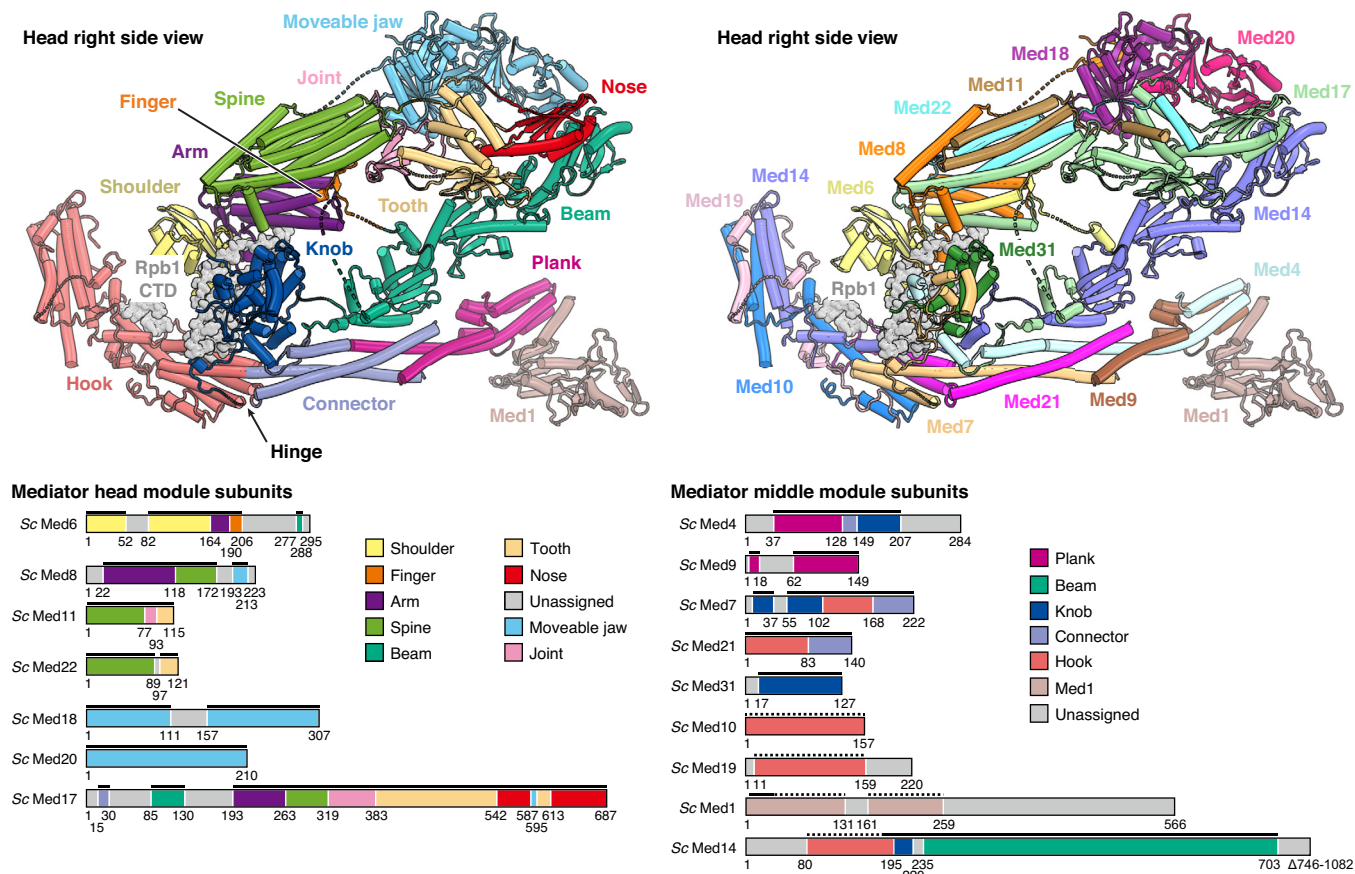 Head right side view
Moveable jaw
Joint
Spine
Finger
Nose
Arm
Shoulder
Tooth
Beam
Knob
Rpb1
CTD
Plank
Hook
Connector
Med1
Hinge
Head right side view
Med18
Med20
Med11
Med17
Med22
Med8
Med14
Med6
Med19
Med14
Med31
Med4
Rpb1
Med10
Med21
Med9
Med1
Med7
Mediator head module subunits
Sc Med6
1 52 82 164 206 277 295
190 288
Sc Med8
1 22 118 172 193 223
213
Sc Med11
1 77 115
93
Sc Med22
1 89 121
97
Sc Med18
1 111 157 307
Sc Med20
1 210
Sc Med17
1 30 85 130 193 263 319 383 542 587 613 687
15 595
Shoulder
Finger
Arm
Spine
Beam
Tooth
Nose
Unassigned
Moveable jaw
Joint
Mediator middle module subunits
Sc Med4
1 37 128 149 207 284
Sc Med9
1 18 62 149
Sc Med7
1 37 55 102 168 222
Sc Med21
1 83 140
Sc Med31
1 17 127
Sc Med10
1 157
Sc Med19
1 11 159 220
Sc Med1
1 131 161 259 566
Sc Med14
1 80 195 235 703 Δ746-1082
Plank
Beam
Knob
Connector
Hook
Med1
Unassigned